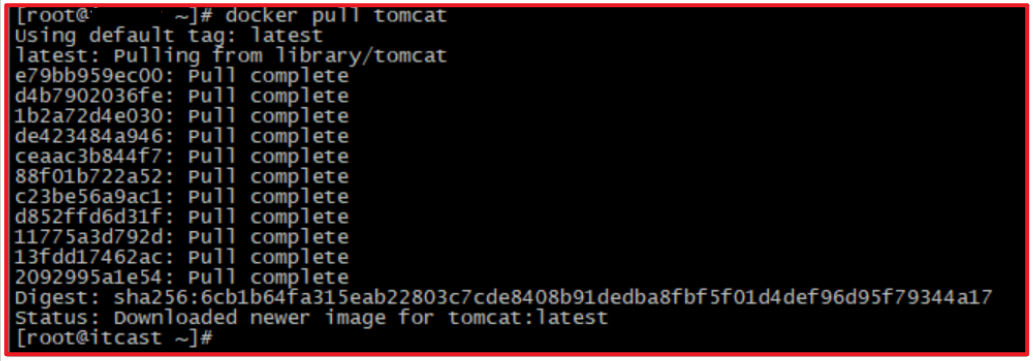 [root@ ~]# docker pull tomcat
Using default tag: latest
latest: Pulling from library/tomcat
e79bb959ec00: Pull complete
d4b7902036fe: Pull complete
1b2a72d4e030: Pull complete
de423484a946: Pull complete
ceaac3b844f7: Pull complete
88f01b722a52: Pull complete
c23be56a9ac1: Pull complete
d852ffd6d31f: Pull complete
11775a3d792d: Pull complete
13fdd17462ac: Pull complete
2092995a1e54: Pull complete
Digest: sha256:6cb1b64fa315eab22803c7cde8408b91dedba8fbf5f01d4def96d95f79344a17
Status: Downloaded newer image for tomcat:latest
[root@itcast ~]#